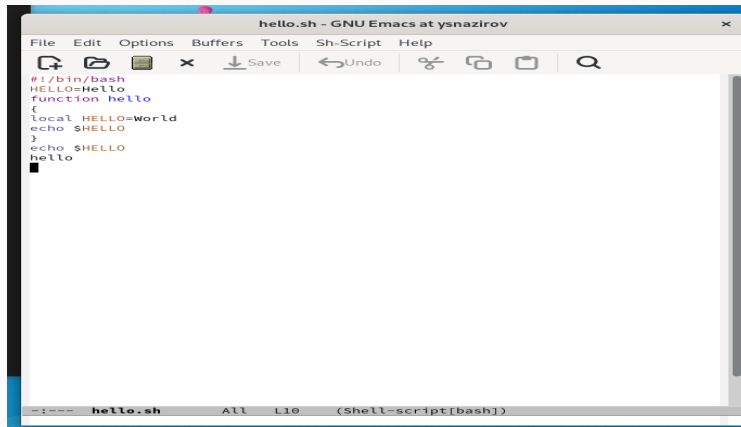 hello.sh - GNU Emacs at ysnazirov
File Edit Options Buffers Tools Sh-Script Help
Save Undo
#!/bin/bash
HELLO=Hello
function hello
{
local HELLO=World
echo $HELLO
}
echo $HELLO
hello
-:--- hello.sh All L10 (Shell-script[bash])